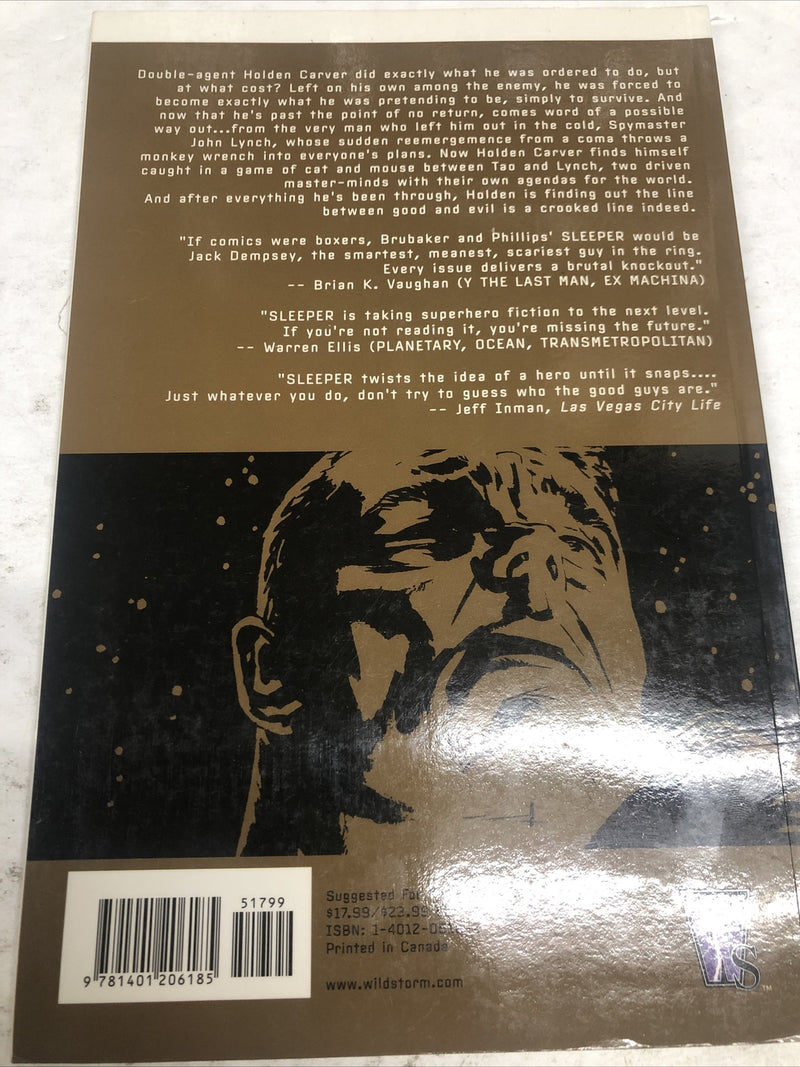 Double-agent Holden Carver did exactly what he was ordered to do, but
at what cost? Left on his own among the enemy, he was forced to
become exactly what he was pretending to be, simply to survive. And
now that he's past the point of no return, comes word of a possible
way out...from the very man who left him out in the cold, Spymaster
John Lynch, whose sudden reemergemence from a coma throws a
monkey wrench into everyone's plans. Now Holden Carver finds himself
caught in a game of cat and mouse between Tao and Lynch, two driven
master-minds with their own agendas for the world.
And after everything he's been through, Holden is finding out the line
between good and evil is a crooked line indeed.
"If comics were boxers, Brubaker and Phillips' SLEEPER would be
Jack Dempsey, the smartest, meanest, scariest guy in the ring.
Every issue delivers a brutal knockout."
-- Brian K. Vaughan (Y THE LAST MAN, EX MACHINA)
"SLEEPER is taking superhero fiction to the next level.
If you're not reading it, you're missing the future."
-- Warren Ellis (PLANETARY, OCEAN, TRANSMETROPOLITAN)
"SLEEPER twists the idea of a hero until it snaps....
Just whatever you do, don't try to guess who the good guys are."
-- Jeff Inman, Las Vegas City Life
51799
9 781401 206185
Suggested For
$17.99/$23.99
ISBN:
Printed in Canada
www.wildstorm.com
WS
TM